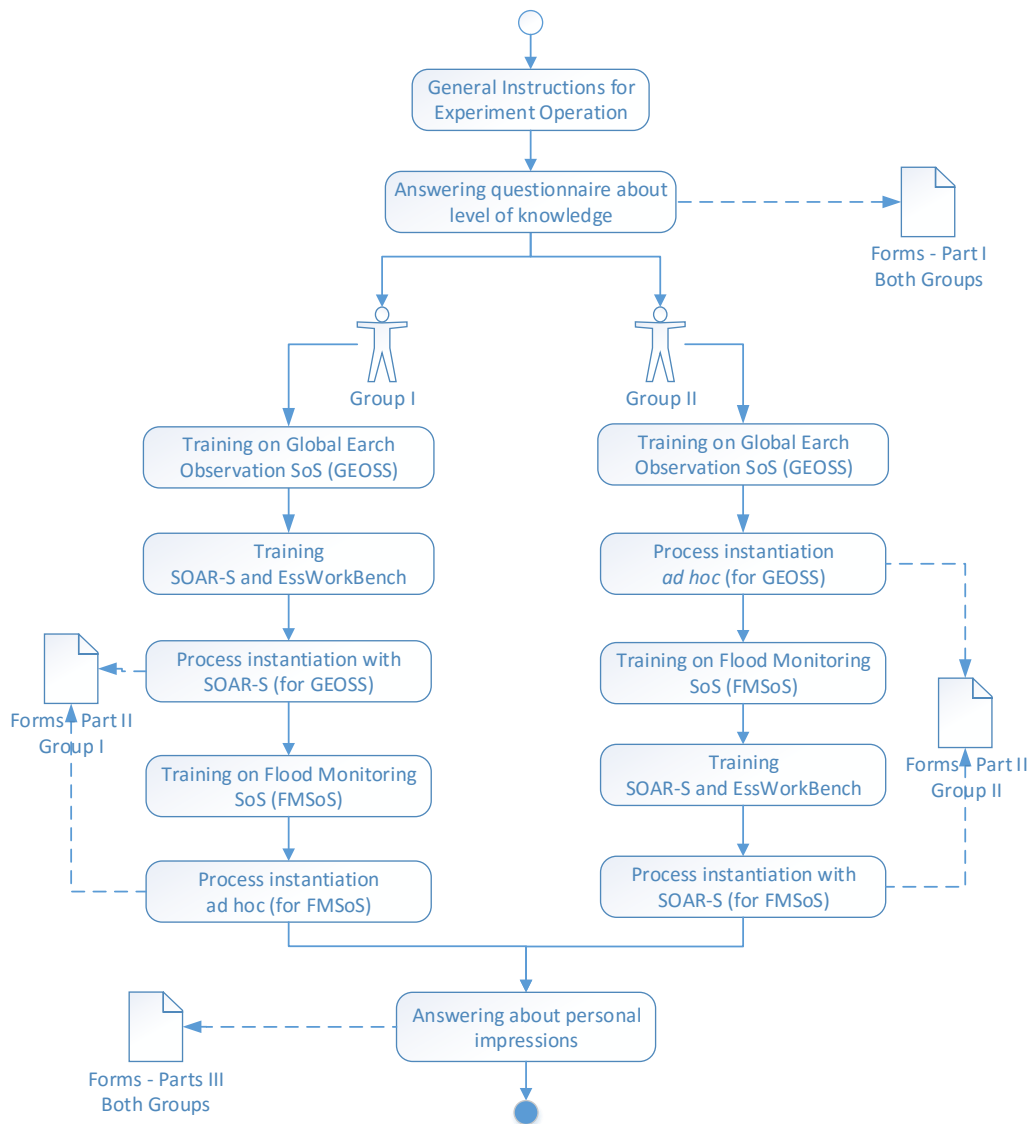 General Instructions for
Experiment Operation
Answering questionnaire about
level of knowledge
Forms - Part I
Both Groups
Group I
Group II
Training on Global Earch
Observation SoS (GEOSS)
Training
SOAR-S and EssWorkBench
Process instantiation with
SOAR-S (for GEOSS)
Forms - Part II
Group I
Training on Flood Monitoring
SoS (FMSoS)
Process instantiation
ad hoc (for FMSoS)
Training on Global Earch
Observation SoS (GEOSS)
Process instantiation
ad hoc (for GEOSS)
Training on Flood Monitoring
SoS (FMSoS)
Training
SOAR-S and EssWorkBench
Forms - Part II
Group II
Process instantiation with
SOAR-S (for FMSoS)
Answering about personal
impressions
Forms - Parts III
Both Groups